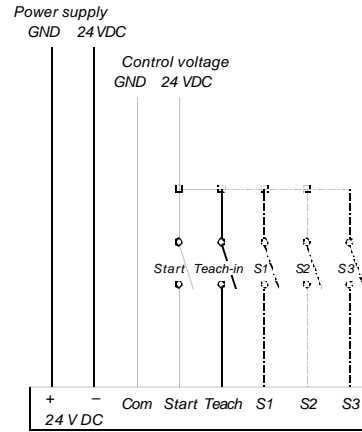 Power supply
GND 24 VDC
Control voltage
GND 24 VDC
Start Teach-in S1 S2 S3
+ – Com Start Teach S1 S2 S3
24 V DC